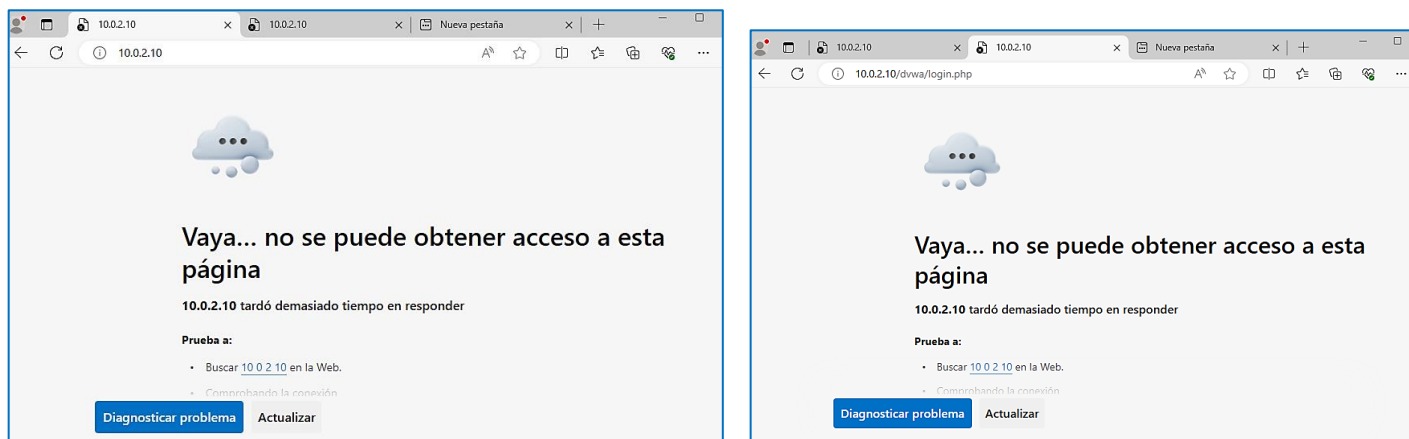 10.0.2.10
10.0.2.10
Nueva pestaña
10.0.2.10
Vaya... no se puede obtener acceso a esta
página
10.0.2.10 tardó demasiado tiempo en responder
Prueba a:
• Buscar 10 0 2 10 en la Web.
• Comprobando la conexión
Diagnosticar problema
Actualizar
10.0.2.10
10.0.2.10
Nueva pestaña
10.0.2.10/dvwa/login.php
Vaya... no se puede obtener acceso a esta
página
10.0.2.10 tardó demasiado tiempo en responder
Prueba a:
• Buscar 10 0 2 10 en la Web.
• Comprobando la conexión
Diagnosticar problema
Actualizar